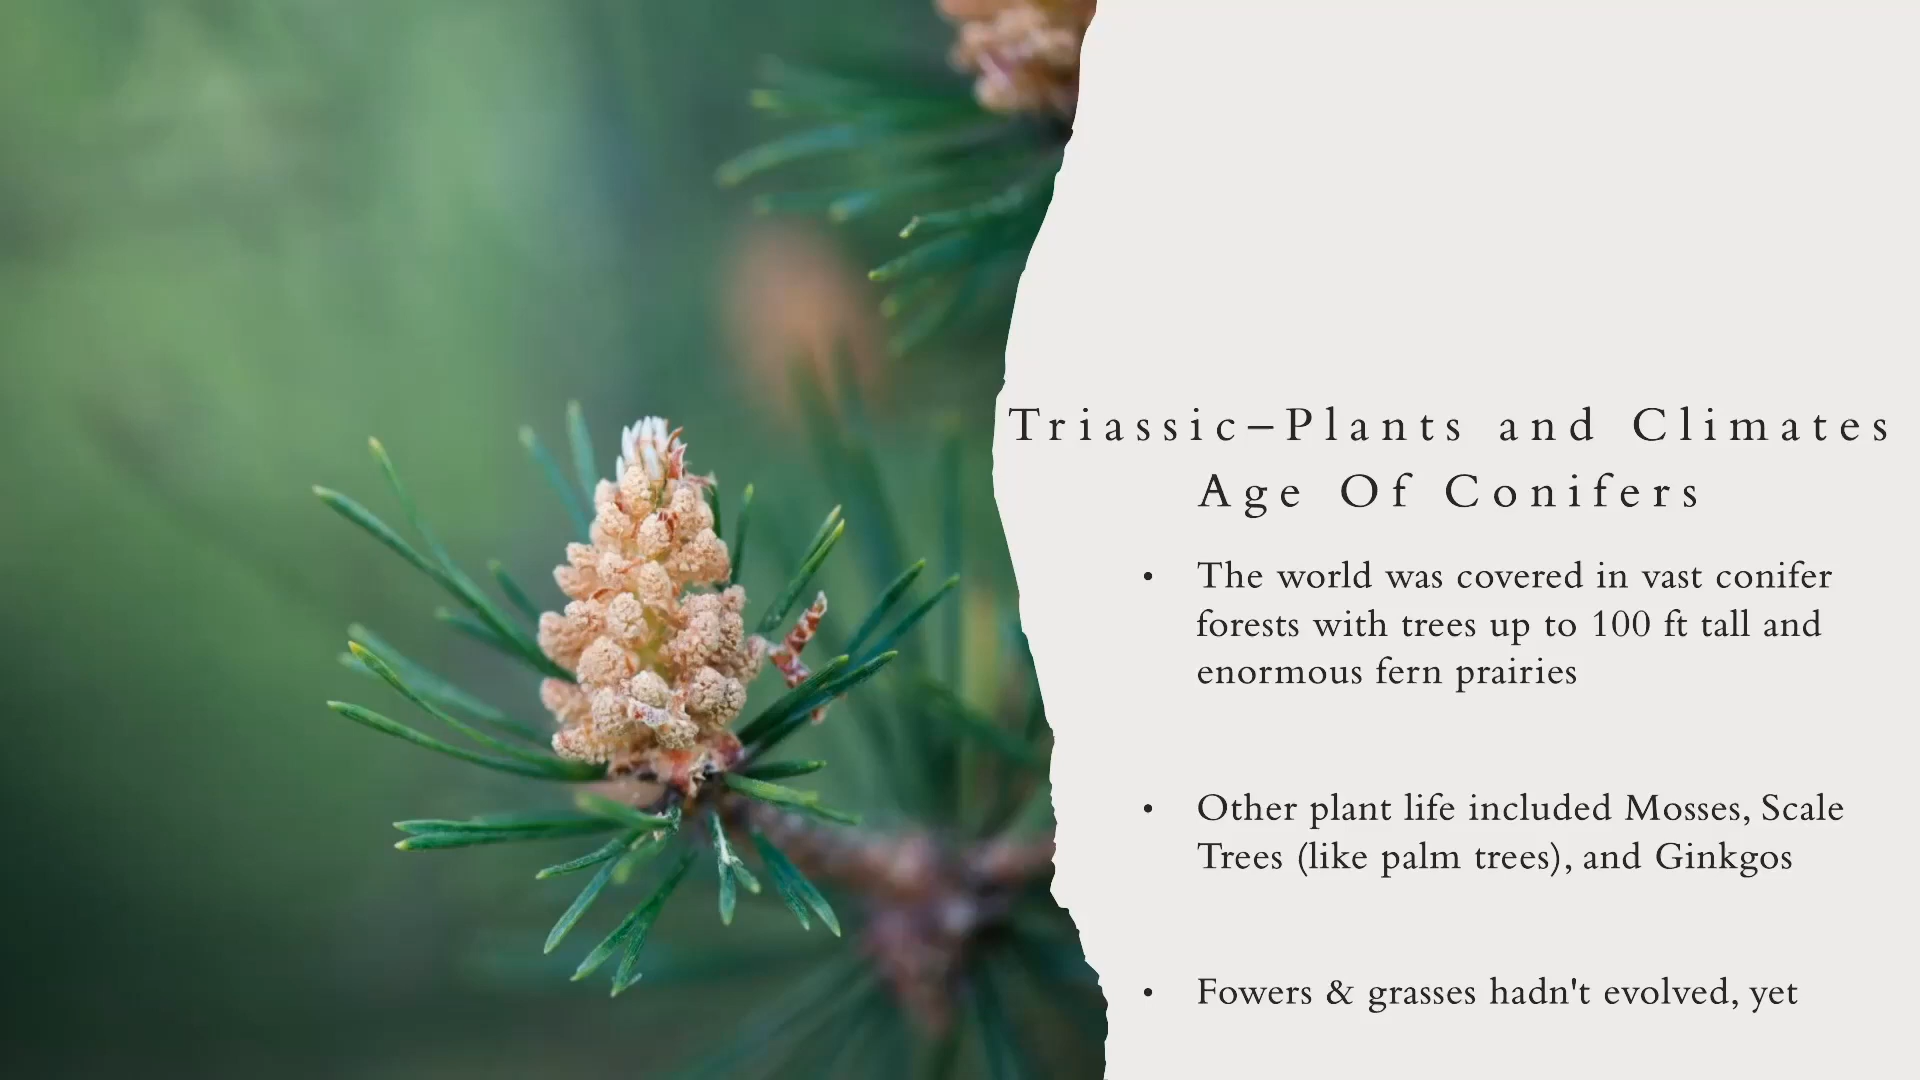 Triassic–Plants and Climates
Age Of Conifers
• The world was covered in vast conifer
forests with trees up to 100 ft tall and
enormous fern prairies
• Other plant life included Mosses, Scale
Trees (like palm trees), and Ginkgos
• Fowers & grasses hadn't evolved, yet